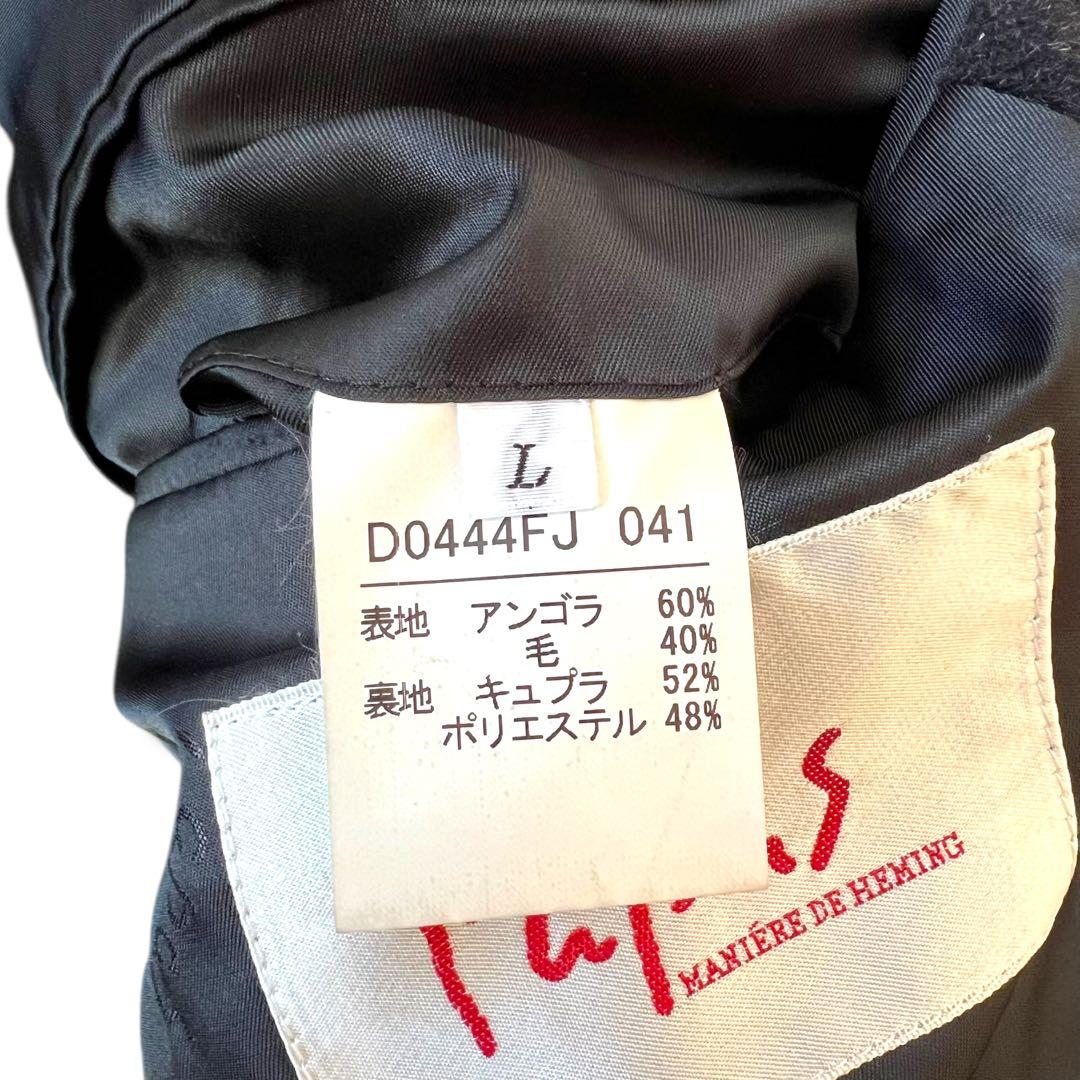 L
D0444FJ 041
表地 アンゴラ 60%
毛 40%
裏地 キュプラ 52%
ポリエステル 48%
MANIÉRE DE HEMING